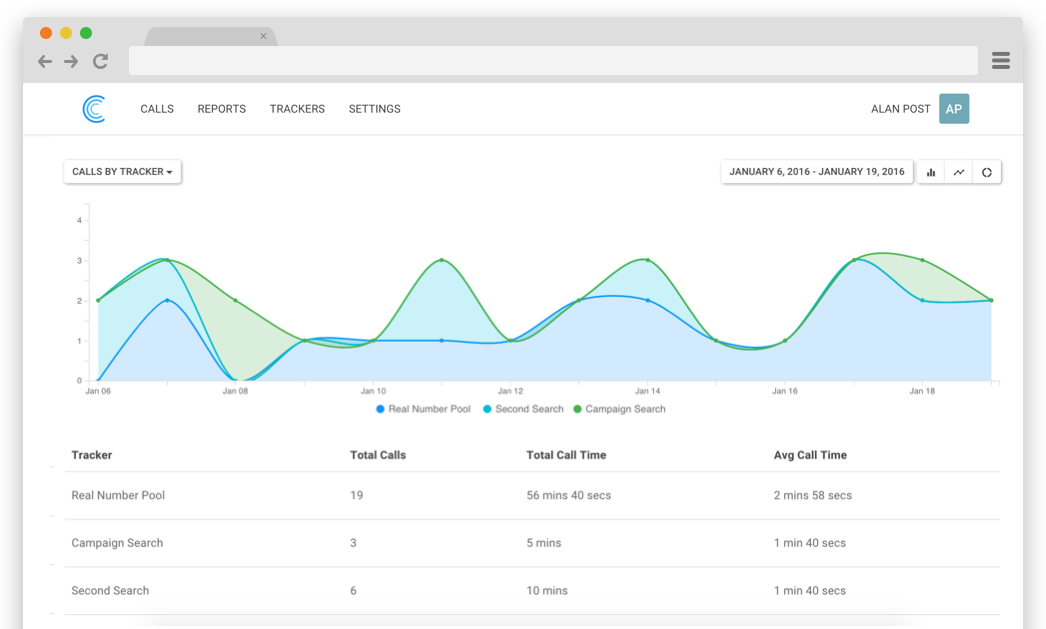 CALLS REPORTS TRACKERS SETTINGS ALAN POST AP
CALLS BY TRACKER JANUARY 6, 2016 - JANUARY 19, 2016
4
3
2
1
0
Jan 06 Jan 08 Jan 10 Jan 12 Jan 14 Jan 16 Jan 18
Real Number Pool Second Search Campaign Search
Tracker Total Calls Total Call Time Avg Call Time
Real Number Pool 19 56 mins 40 secs 2 mins 58 secs
Campaign Search 3 5 mins 1 min 40 secs
Second Search 6 10 mins 1 min 40 secs